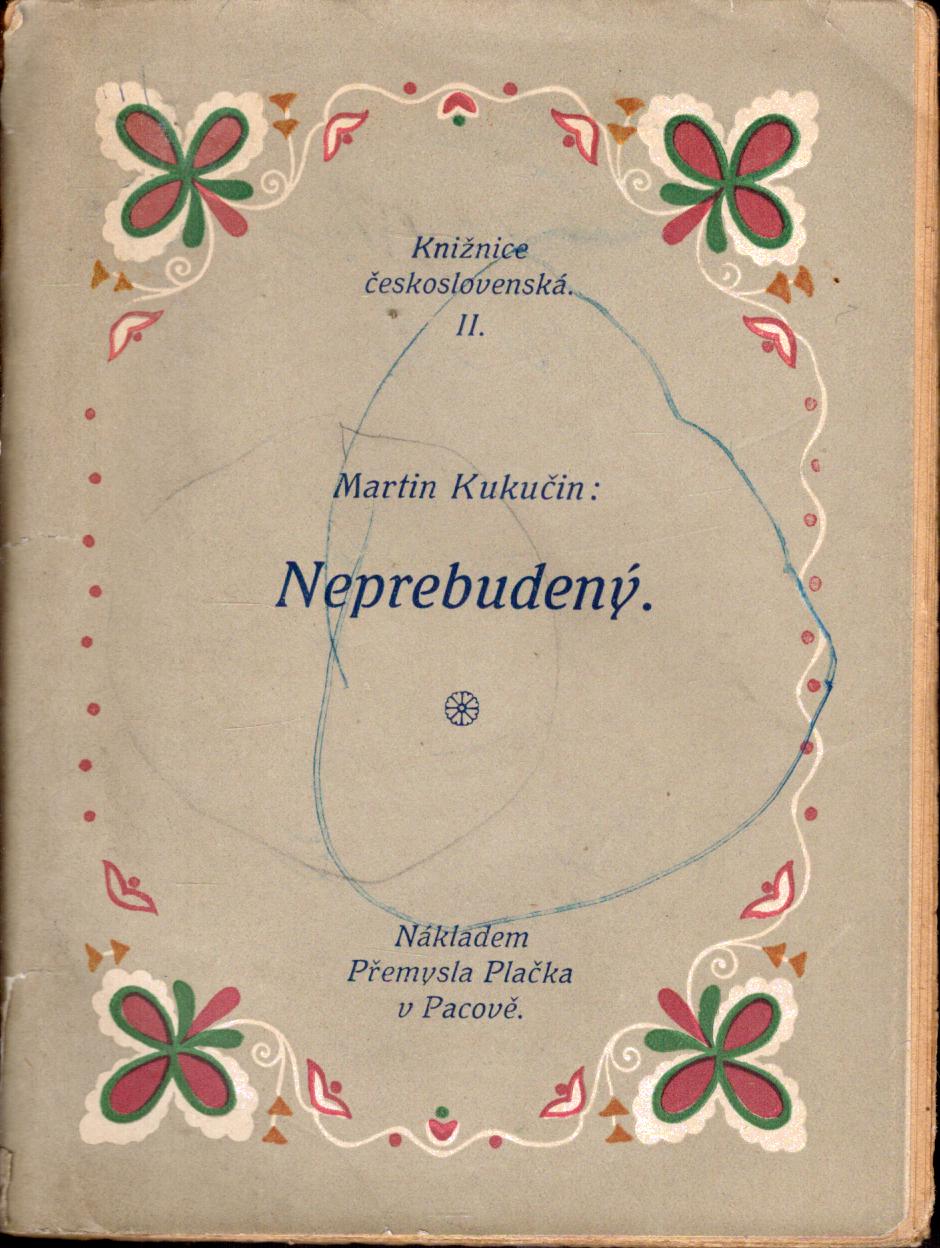 Knižnice
československá.
II.
Martin Kukučin:
Neprebudený.
Nákladem
Přemysla Plačka
v Pacově.